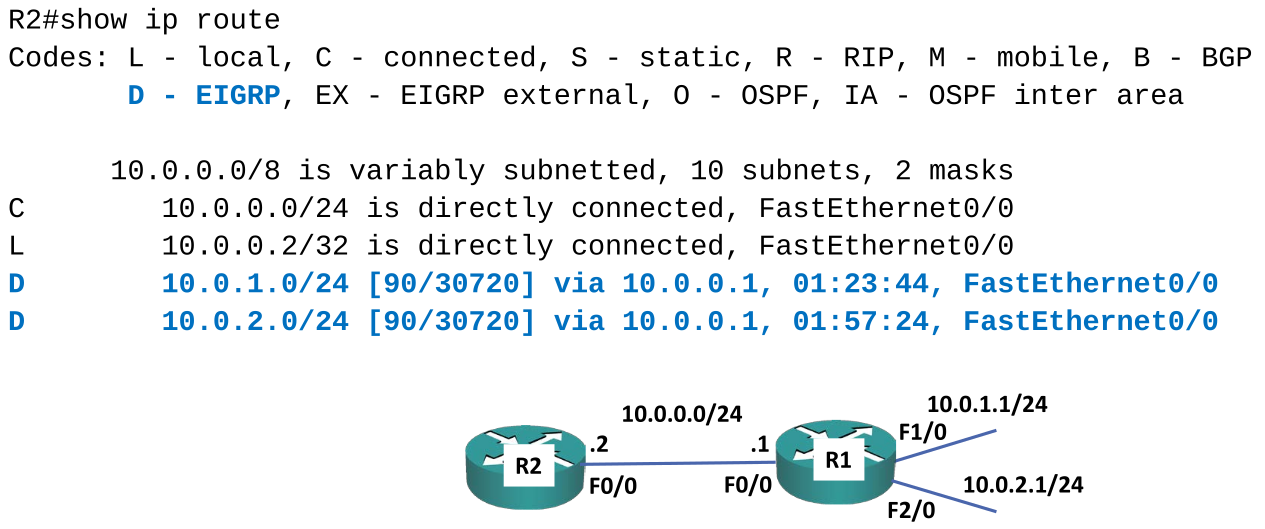 R2#show ip route
Codes: L - local, C - connected, S - static, R - RIP, M - mobile, B - BGP
D - EIGRP, EX - EIGRP external, O - OSPF, IA - OSPF inter area
10.0.0.0/8 is variably subnetted, 10 subnets, 2 masks
C 10.0.0.0/24 is directly connected, FastEthernet0/0
L 10.0.0.2/32 is directly connected, FastEthernet0/0
D 10.0.1.0/24 [90/30720] via 10.0.0.1, 01:23:44, FastEthernet0/0
D 10.0.2.0/24 [90/30720] via 10.0.0.1, 01:57:24, FastEthernet0/0
10.0.1.1/24
10.0.0.0/24
F1/0
.2
.1
R2
R1
F0/0
F0/0
10.0.2.1/24
F2/0